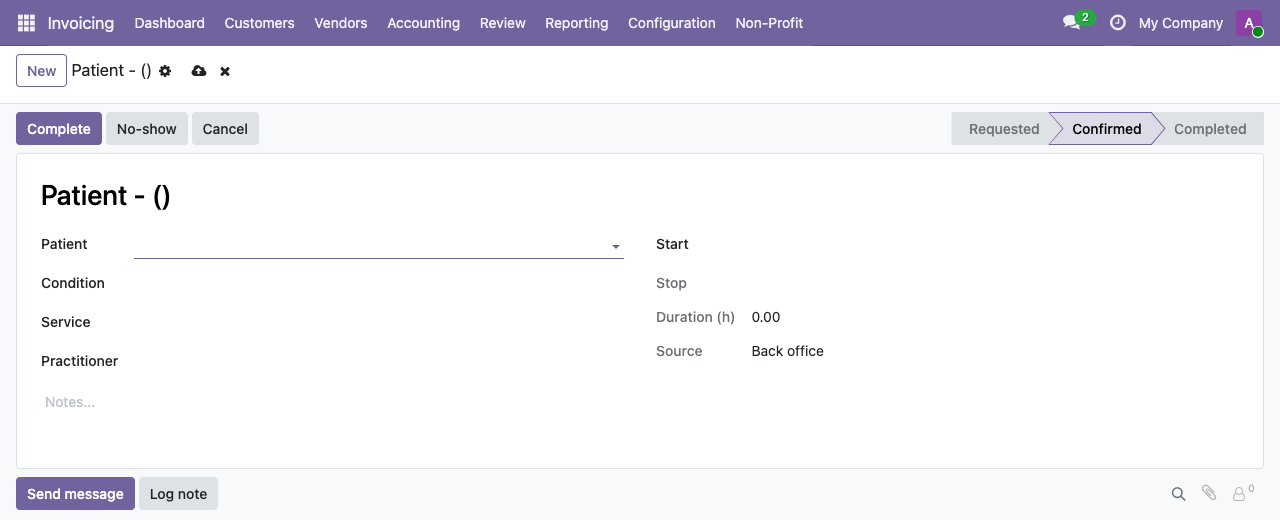 Invoicing Dashboard Customers Vendors Accounting Review Reporting Configuration Non-Profit 2 My Company A
New Patient - ()
Complete No-show Cancel Requested Confirmed Completed
Patient - ()
Patient Start
Condition Stop
Service Duration (h) 0.00
Practitioner Source Back office
Notes...
Send message Log note 0